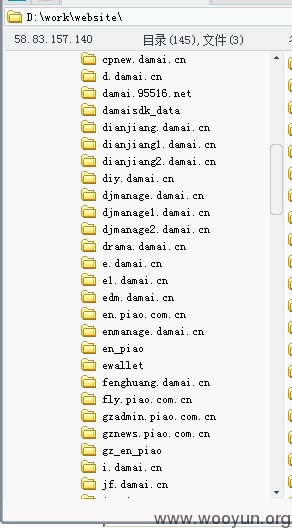 D:\work\website\
58.83.157.140 目录(145),文件(3)
cpnew.damai.cn
d.damai.cn
damai.95516.net
damaisdk_data
dianjiang.damai.cn
dianjiang1.damai.cn
dianjiang2.damai.cn
diy.damai.cn
djmanage.damai.cn
djmanage1.damai.cn
djmanage2.damai.cn
drama.damai.cn
e.damai.cn
e1.damai.cn
edm.damai.cn
en.piao.com.cn
enmanage.damai.cn
en_piao
ewallet
fenghuang.damai.cn
fly.piao.com.cn
gzadmin.piao.com.cn
gznews.piao.com.cn
gz_en_piao
i.damai.cn
jf.damai.cn
www.wooyun.org